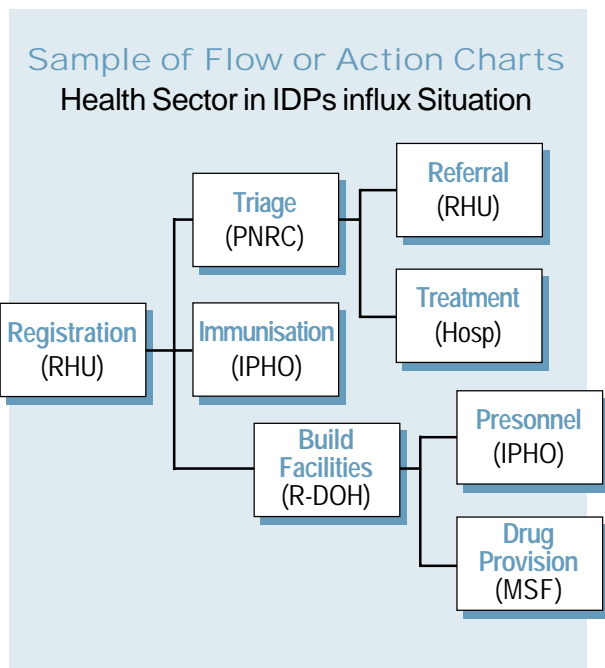 Sample of Flow or Action Charts
Health Sector in IDPs influx Situation
Registration
(RHU)
Triage
(PNRC)
Referral
(RHU)
Treatment
(Hosp)
Immunisation
(IPHO)
Build
Facilities
(R-DOH)
Presonnel
(IPHO)
Drug
Provision
(MSF)